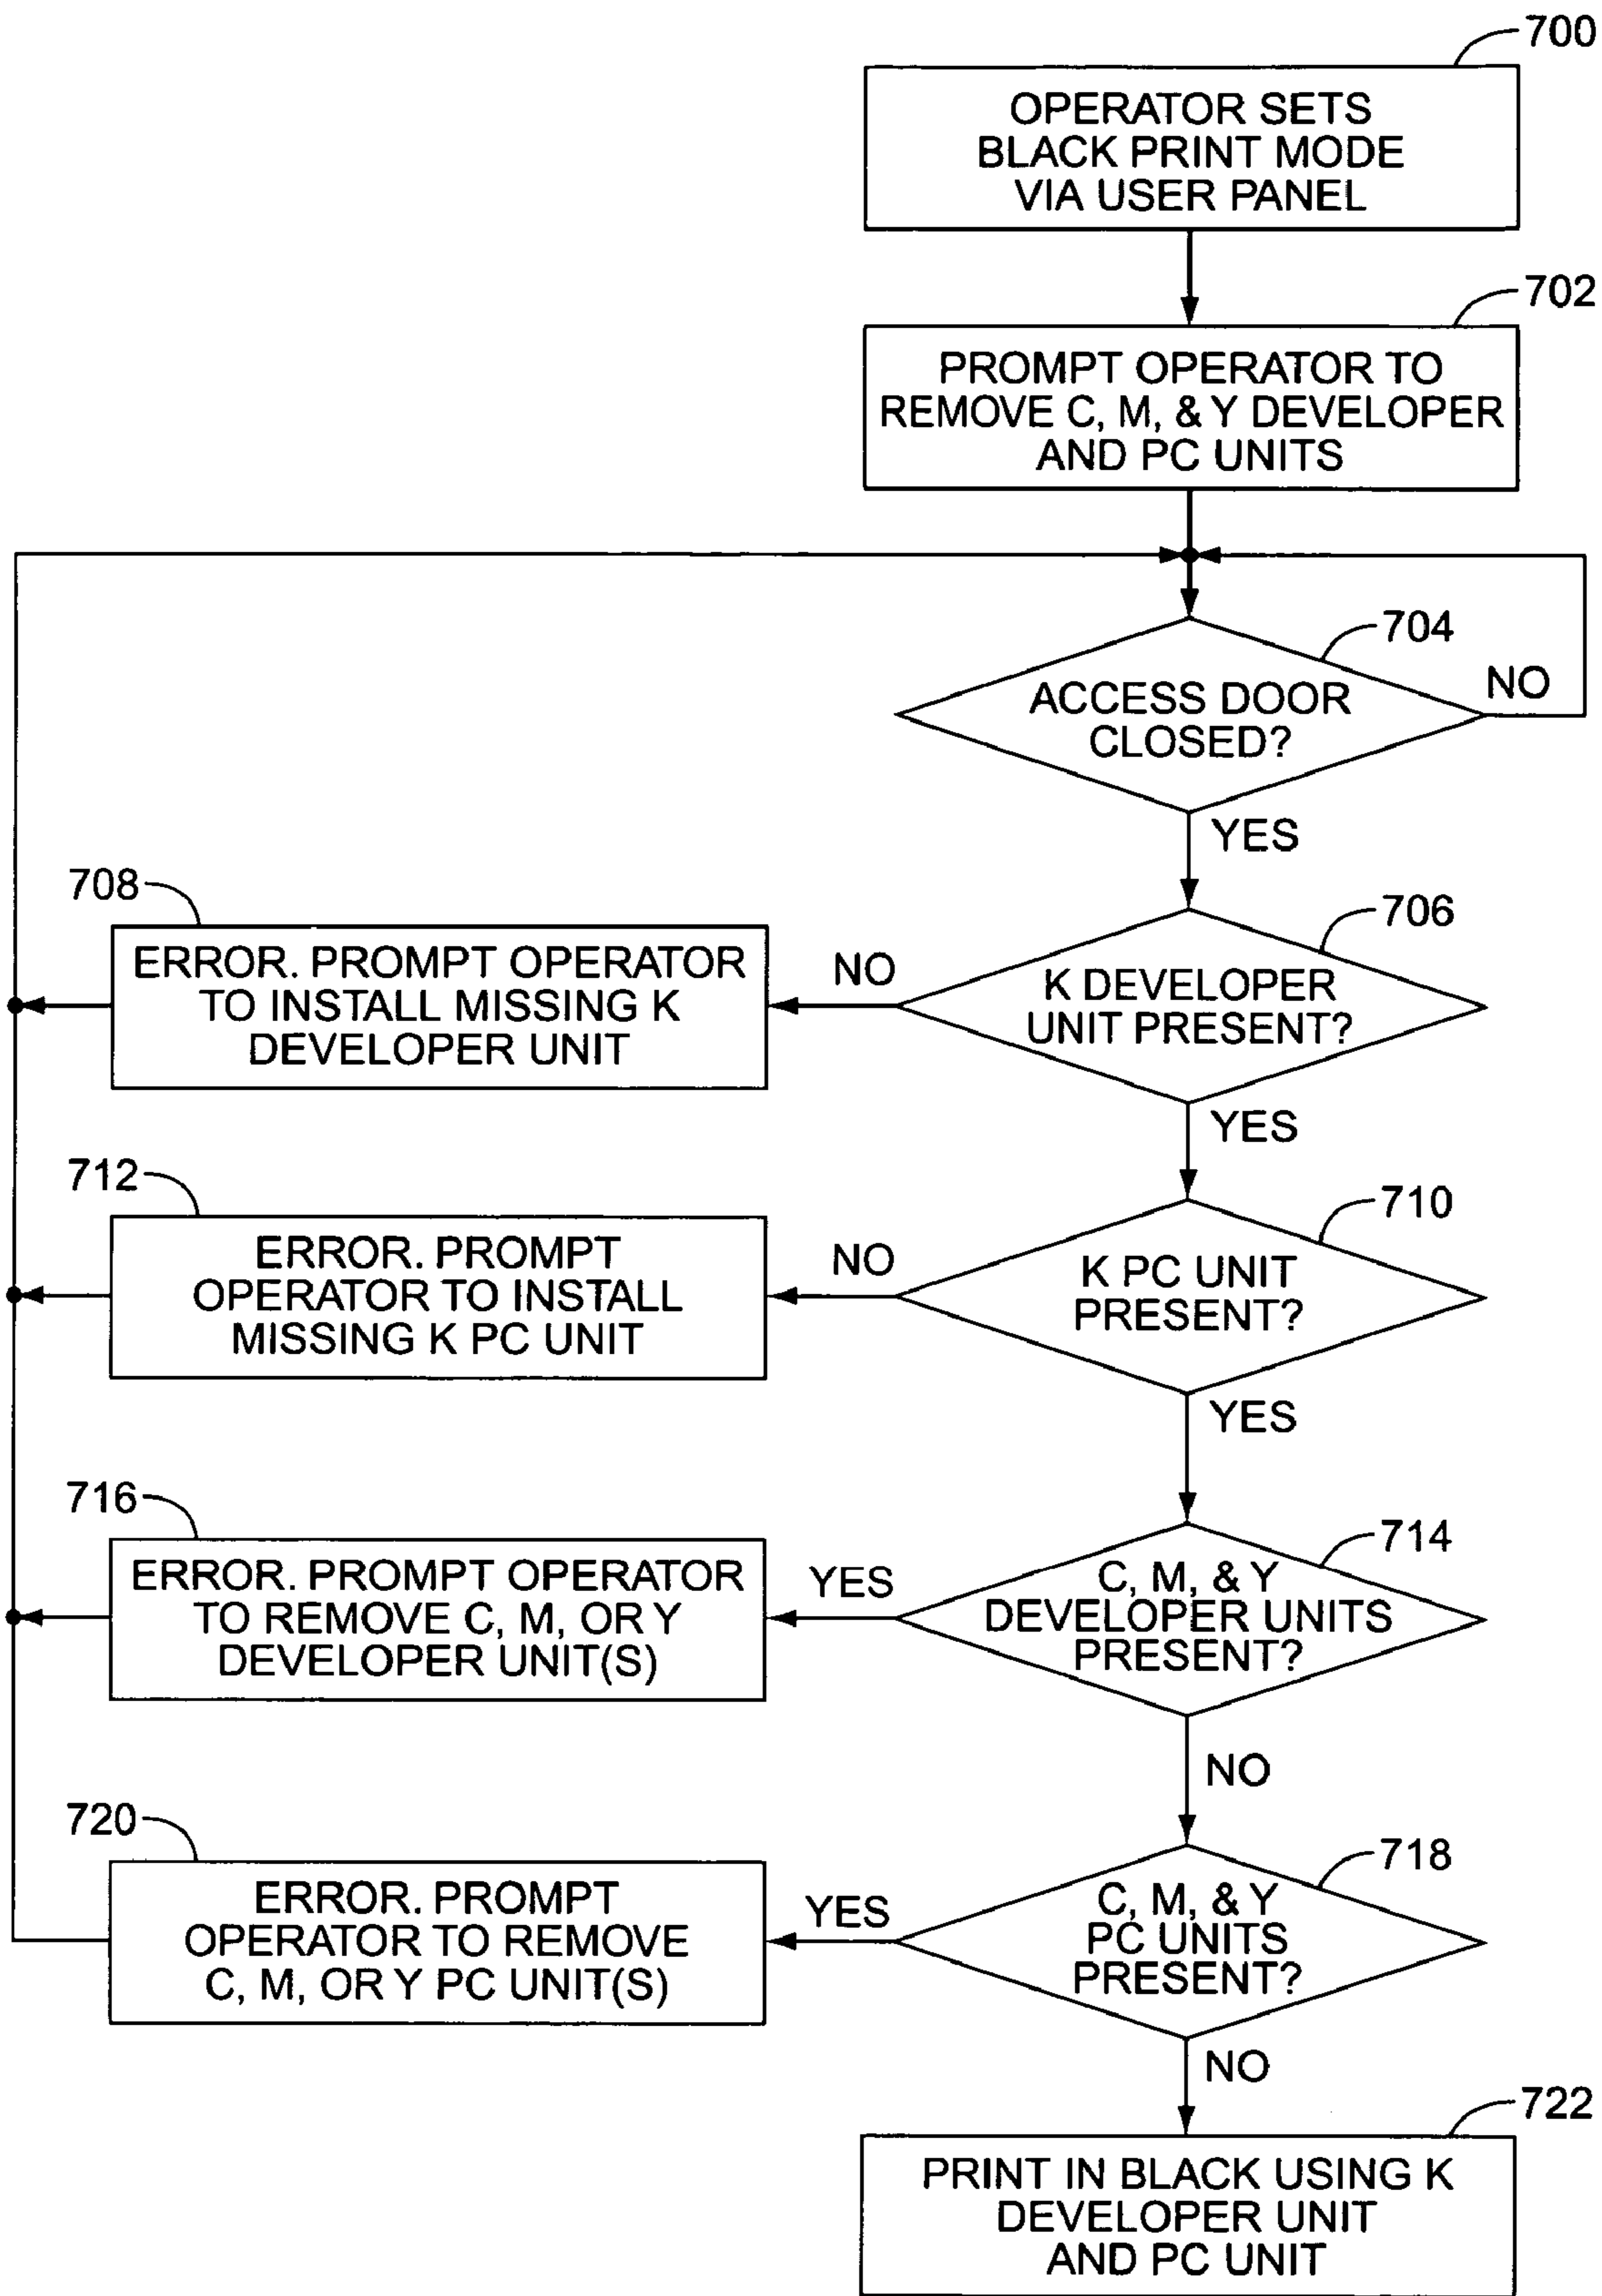 700
OPERATOR SETS
BLACK PRINT MODE
VIA USER PANEL
702
PROMPT OPERATOR TO
REMOVE C, M, & Y DEVELOPER
AND PC UNITS
704
ACCESS DOOR
CLOSED?
NO
YES
706
K DEVELOPER
UNIT PRESENT?
NO
708
ERROR. PROMPT OPERATOR
TO INSTALL MISSING K
DEVELOPER UNIT
YES
710
K PC UNIT
PRESENT?
NO
712
ERROR. PROMPT
OPERATOR TO INSTALL
MISSING K PC UNIT
YES
714
C, M, & Y
DEVELOPER UNITS
PRESENT?
YES
716
ERROR. PROMPT OPERATOR
TO REMOVE C, M, OR Y
DEVELOPER UNIT(S)
NO
718
C, M, & Y
PC UNITS
PRESENT?
YES
720
ERROR. PROMPT
OPERATOR TO REMOVE
C, M, OR Y PC UNIT(S)
NO
722
PRINT IN BLACK USING K
DEVELOPER UNIT
AND PC UNIT